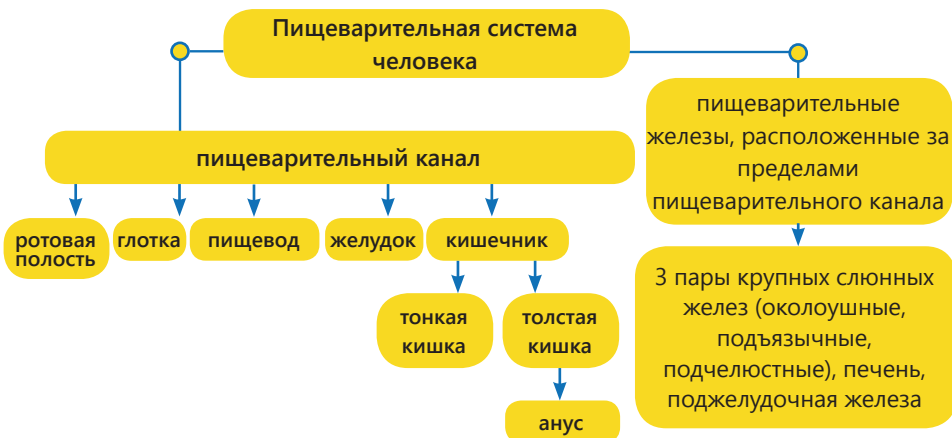 Пищеварительная система
человека
пищеварительный канал
ротовая
полость
глотка
пищевод
желудок
кишечник
тонкая
кишка
толстая
кишка
анус
пищеварительные
железы, расположенные за
пределами
пищеварительного канала
3 пары крупных слюнных
желез (околоушные,
подъязычные,
подчелюстные), печень,
поджелудочная железа